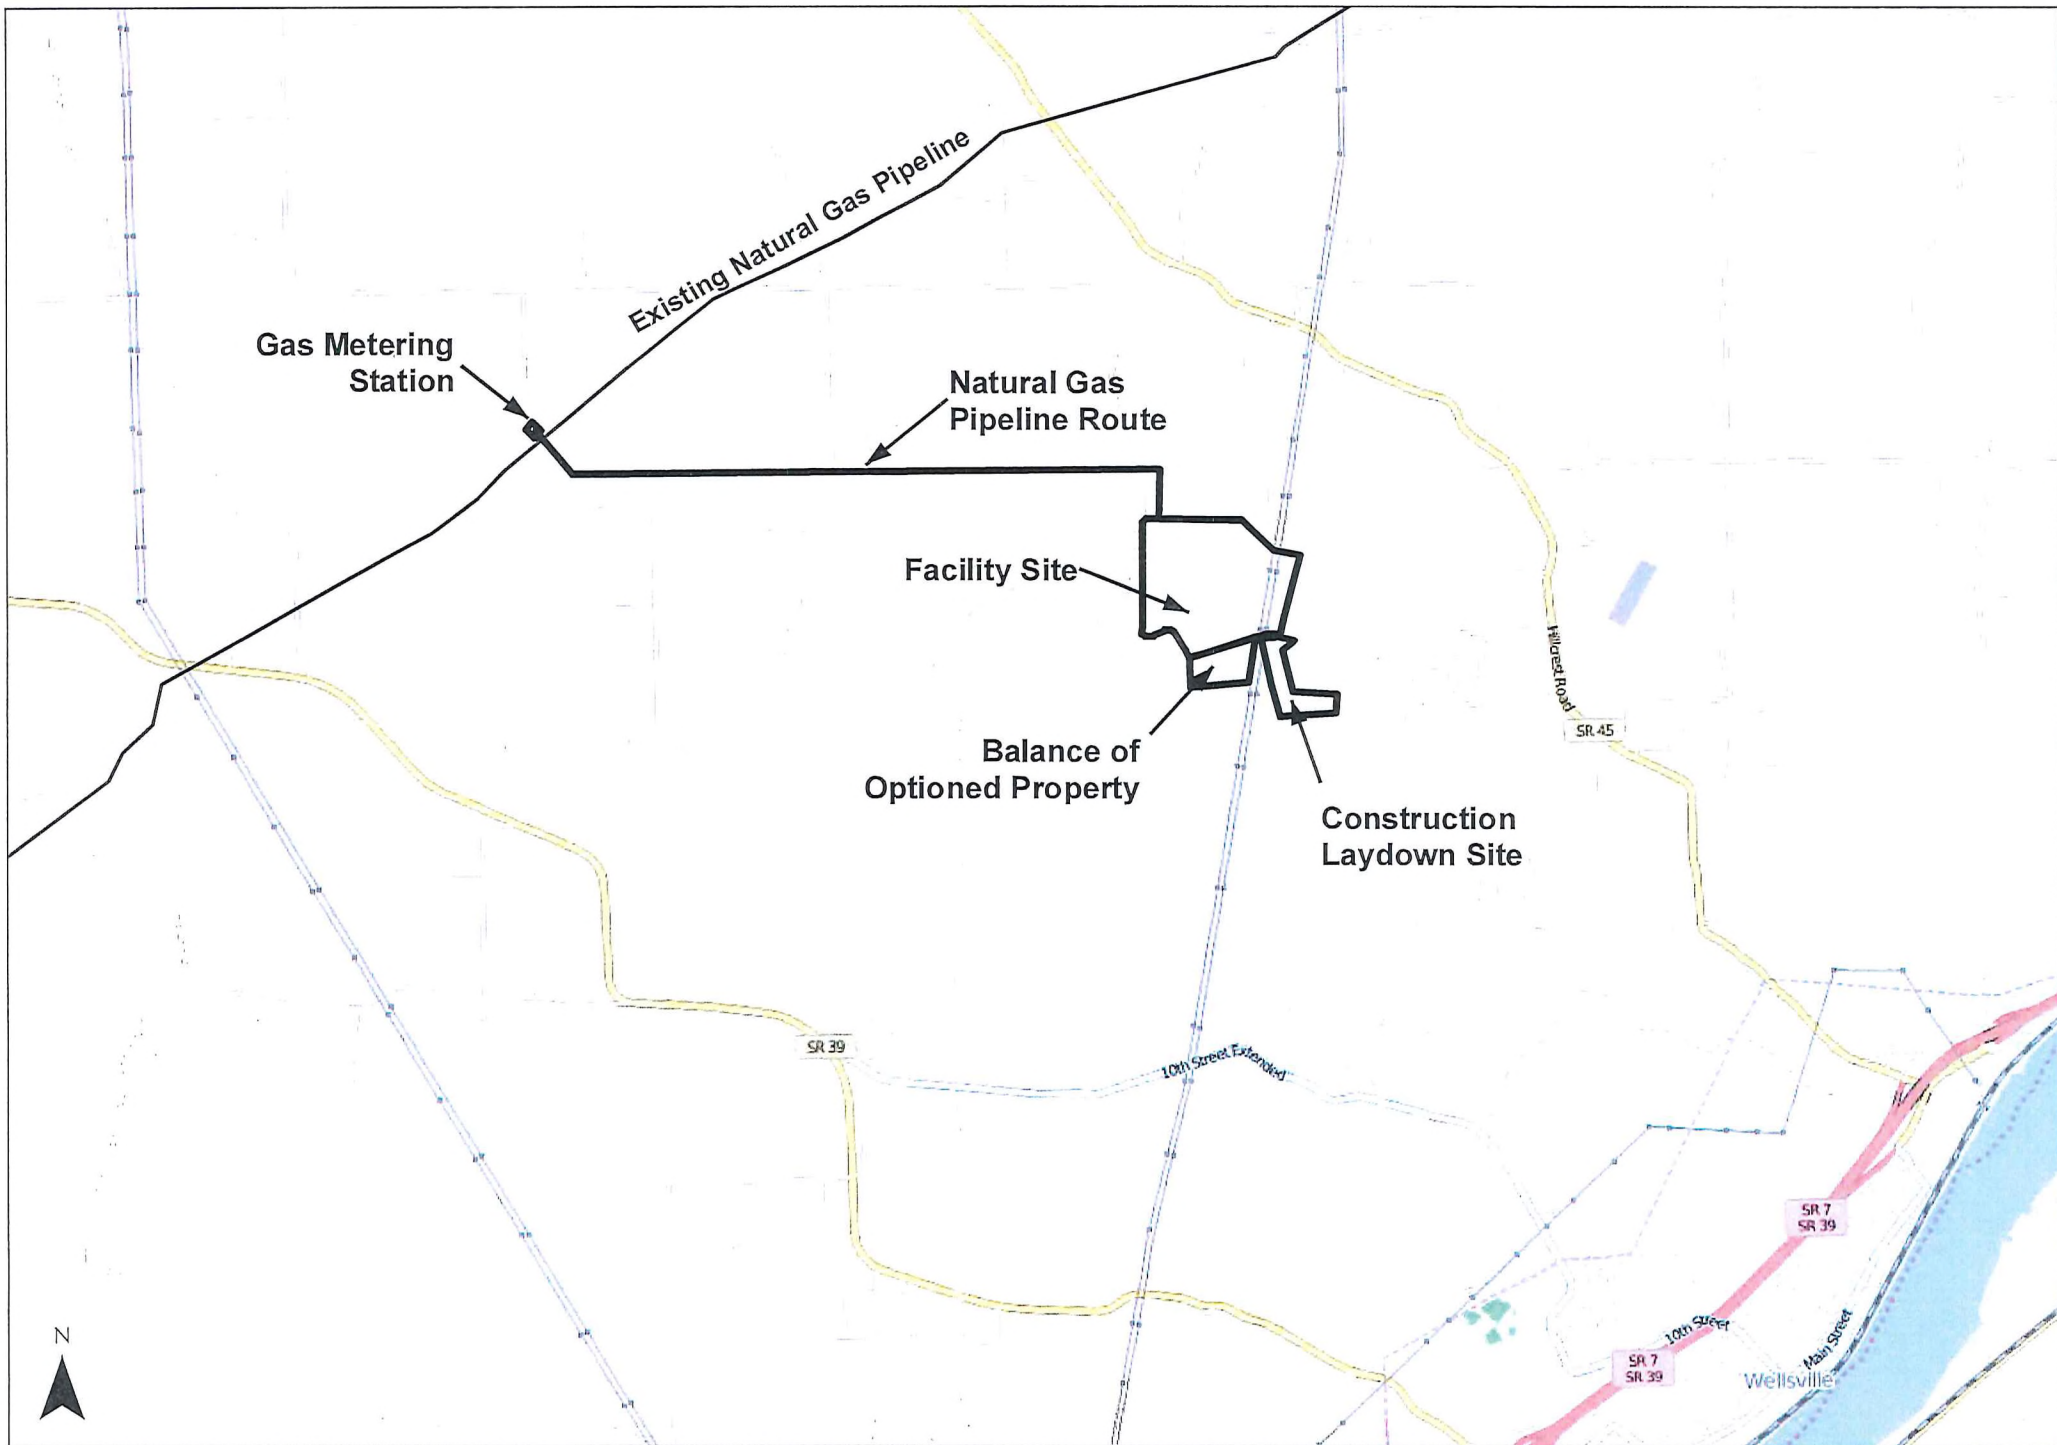 Existing Natural Gas Pipeline
Gas Metering
Station
Natural Gas
Pipeline Route
Facility Site
Hillcrest Road
SR 45
Balance of
Optioned Property
Construction
Laydown Site
SR 39
10th Street Extended
SR 7
SR 39
10th Street
Main Street
SR 7
SR 39
Wellsville
N